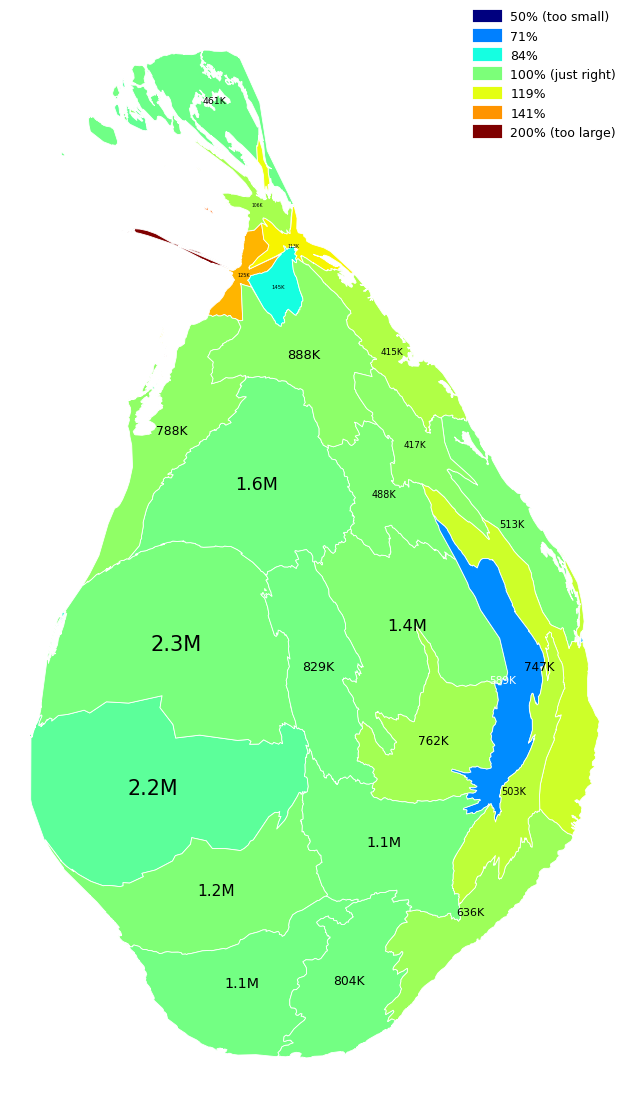 50% (too small)
71%
84%
100% (just right)
119%
141%
200% (too large)
461K
106K
113K
125K
145K
888K
415K
788K
417K
1.6M
488K
513K
1.4M
2.3M
829K
747K
589K
762K
2.2M
503K
1.1M
1.2M
636K
1.1M
804K